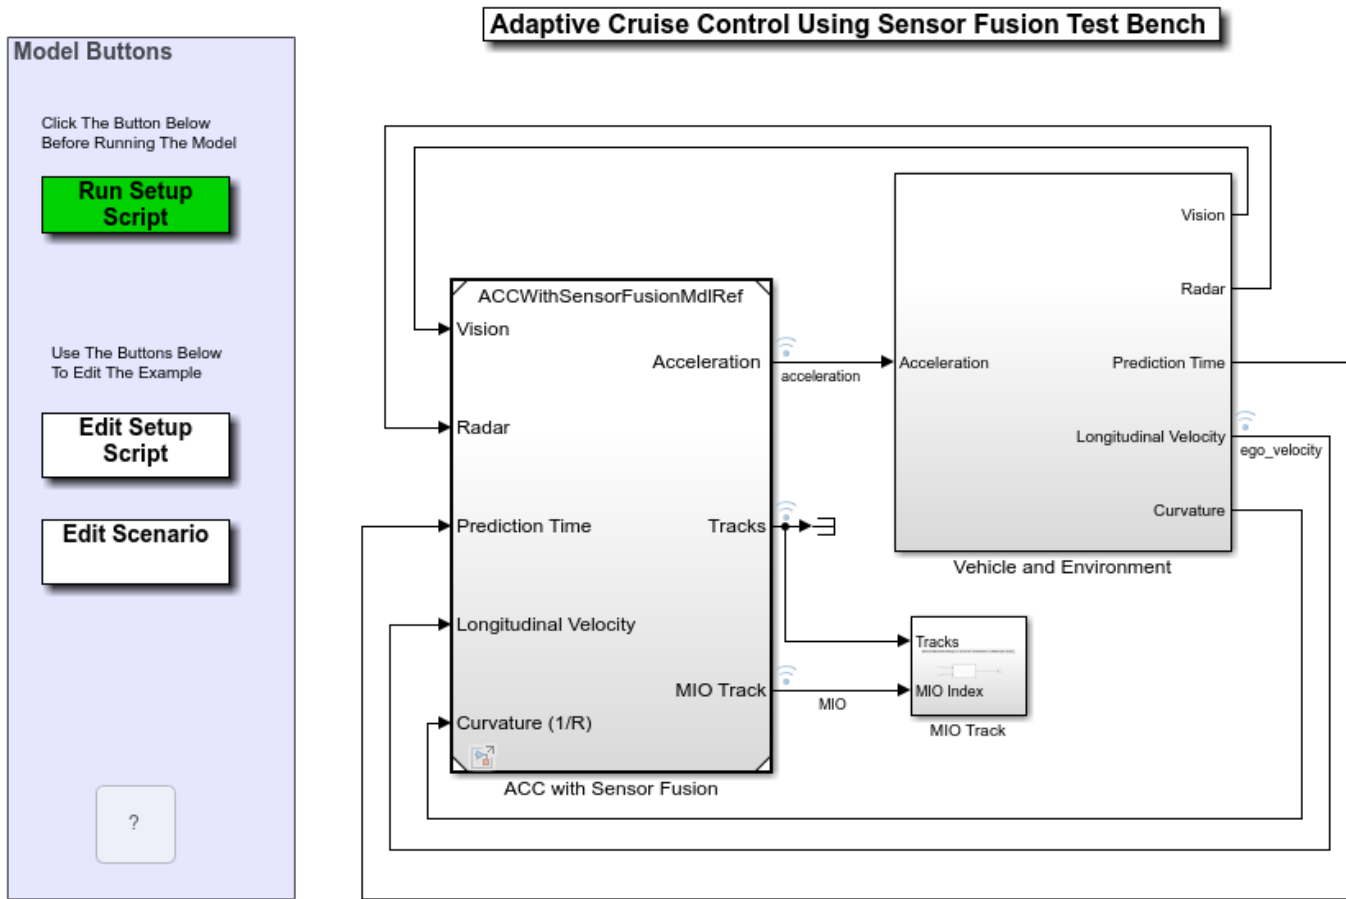 Adaptive Cruise Control Using Sensor Fusion Test Bench
Model Buttons
Click The Button Below
Before Running The Model
Run Setup
Script
Use The Buttons Below
To Edit The Example
Edit Setup
Script
Edit Scenario
?
ACCWithSensorFusionMdlRef
Vision
Radar
Prediction Time
Longitudinal Velocity
Curvature (1/R)
Acceleration
Tracks
MIO Track
ACC with Sensor Fusion
acceleration
MIO
Acceleration
Vision
Radar
Prediction Time
Longitudinal Velocity
Curvature
Vehicle and Environment
ego_velocity
Tracks
MIO Index
MIO Track